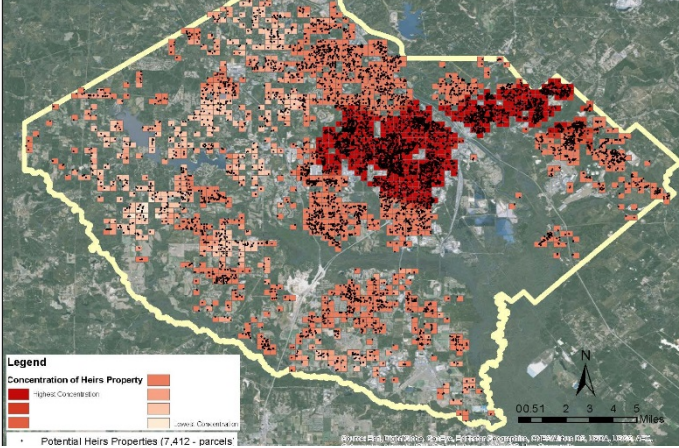 Legend
Concentration of Heirs Property
Highest Concentration
Lowest Concentration
Potential Heirs Properties (7,412 - parcels)
N
0 0.5 1 2 3 4 5
Miles